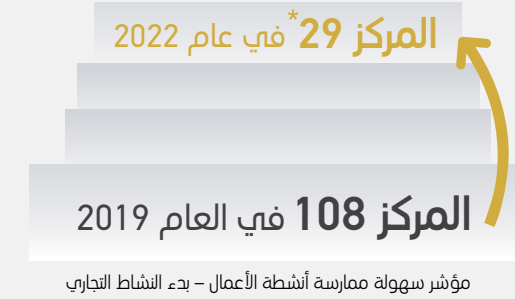 المركز 29* في عام 2022
المركز 108 في العام 2019
مؤشر سهولة ممارسة أنشطة الأعمال – بدء النشاط التجاري